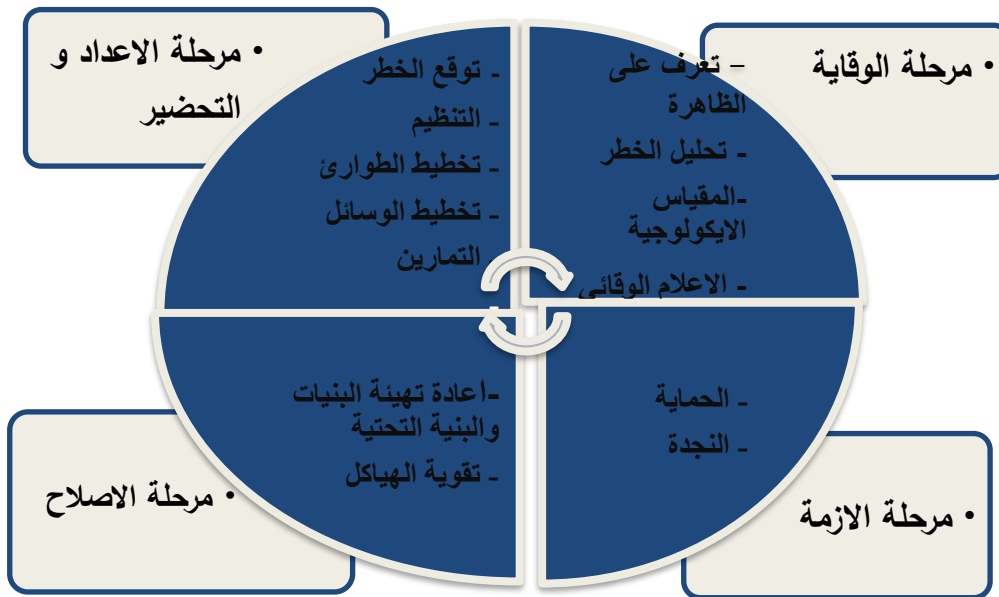 • مرحلة الوقاية
– تعرف على
الظاهرة
- تحليل الخطر
-المقياس
الايكولوجية
- الاعلام الوقائي
• مرحلة الاعداد و
التحضير
- توقع الخطر
- التنظيم
- تخطيط الطوارئ
- تخطيط الوسائل
- التمارين
• مرحلة الازمة
- الحماية
- النجدة
• مرحلة الاصلاح
-اعادة تهيئة البنيات
والبنية التحتية
- تقوية الهياكل